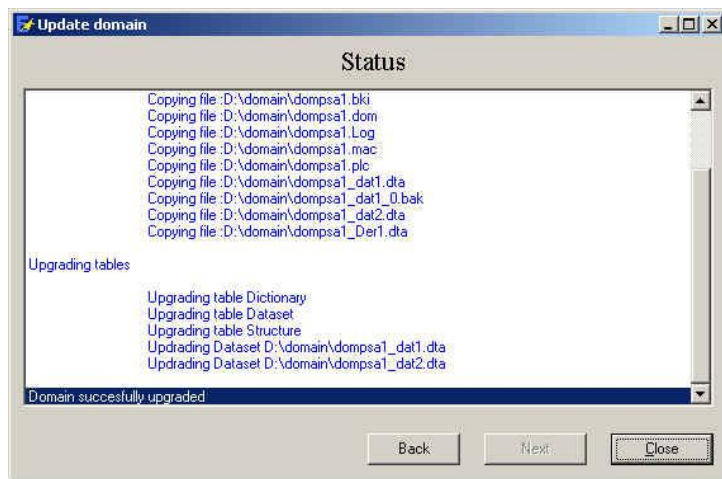 Update domain
Status
Copying file :D:\domain\dompsa1.bki
Copying file :D:\domain\dompsa1.dom
Copying file :D:\domain\dompsa1.Log
Copying file :D:\domain\dompsa1.mac
Copying file :D:\domain\dompsa1.plc
Copying file :D:\domain\dompsa1_dat1.dta
Copying file :D:\domain\dompsa1_dat1_0.bak
Copying file :D:\domain\dompsa1_dat2.dta
Copying file :D:\domain\dompsa1_Der1.dta
Upgrading tables
Upgrading table Dictionary
Upgrading table Dataset
Upgrading table Structure
Updrading Dataset D:\domain\dompsa1_dat1.dta
Updrading Dataset D:\domain\dompsa1_dat2.dta
Domain succesfully upgraded
Back Next Close